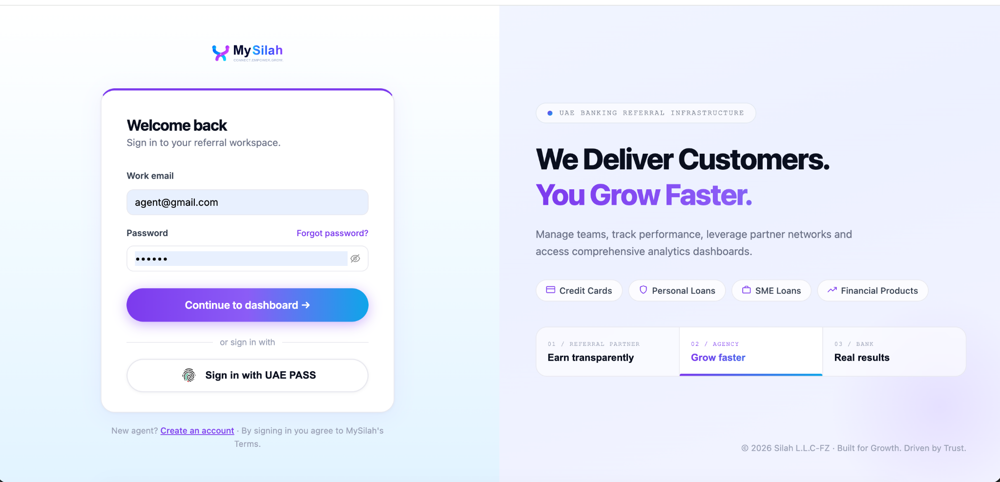 MySilah
CONNECT.EMPOWER.GROW.
Welcome back
Sign in to your referral workspace.
Work email
agent@gmail.com
Password
Forgot password?
••••••
Continue to dashboard →
or sign in with
Sign in with UAE PASS
New agent? Create an account · By signing in you agree to MySilah's
Terms.
UAE BANKING REFERRAL INFRASTRUCTURE
We Deliver Customers.
You Grow Faster.
Manage teams, track performance, leverage partner networks and
access comprehensive analytics dashboards.
Credit Cards
Personal Loans
SME Loans
Financial Products
01 / REFERRAL PARTNER
Earn transparently
02 / AGENCY
Grow faster
03 / BANK
Real results
© 2026 Silah L.L.C-FZ · Built for Growth. Driven by Trust.